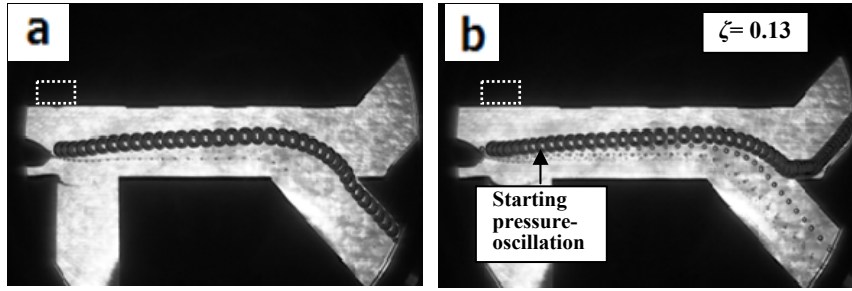 a
b
ζ= 0.13
Starting
pressure-
oscillation